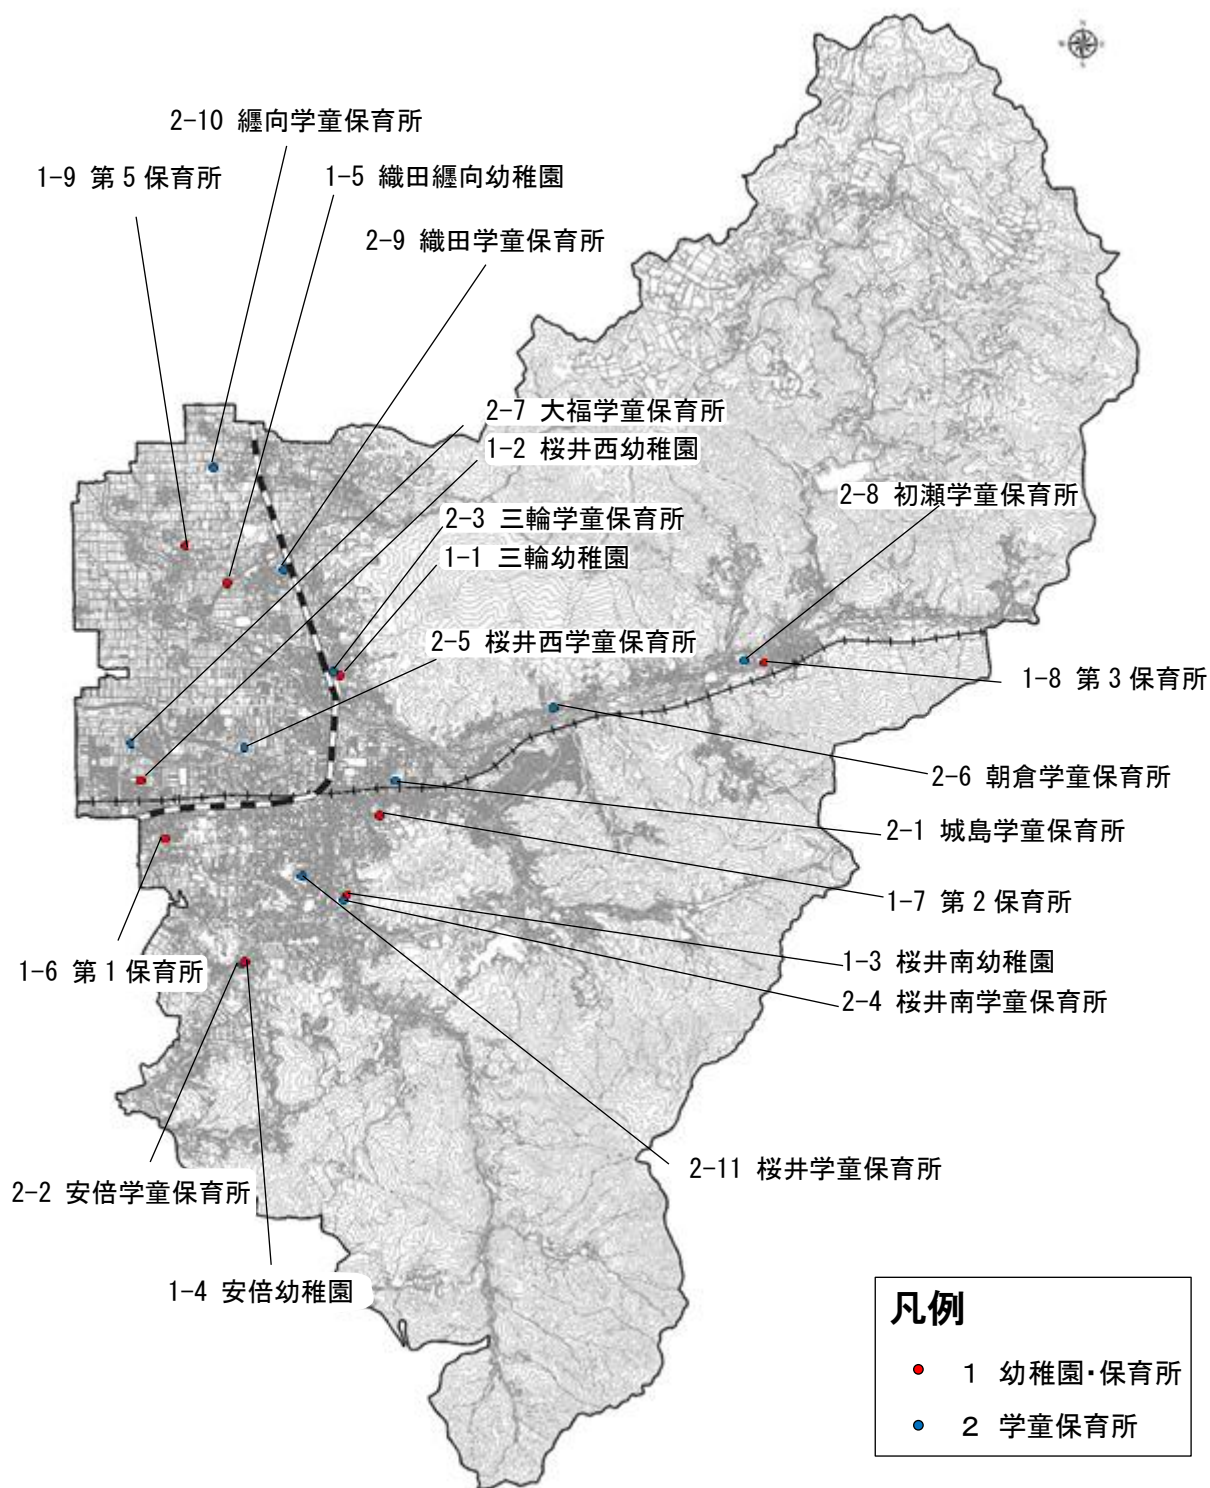 2-10 纒向学童保育所
1-9 第5保育所
1-5 織田纒向幼稚園
2-9 織田学童保育所
2-7 大福学童保育所
1-2 桜井西幼稚園
2-8 初瀬学童保育所
2-3 三輪学童保育所
1-1 三輪幼稚園
2-5 桜井西学童保育所
1-8 第3保育所
2-6 朝倉学童保育所
2-1 城島学童保育所
1-7 第2保育所
1-3 桜井南幼稚園
1-6 第1保育所
2-4 桜井南学童保育所
2-11 桜井学童保育所
2-2 安倍学童保育所
1-4 安倍幼稚園
凡例
1 幼稚園・保育所
2 学童保育所